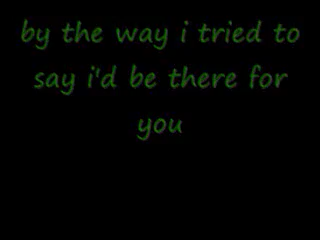 by the way i tried to
say i'd be there for
you